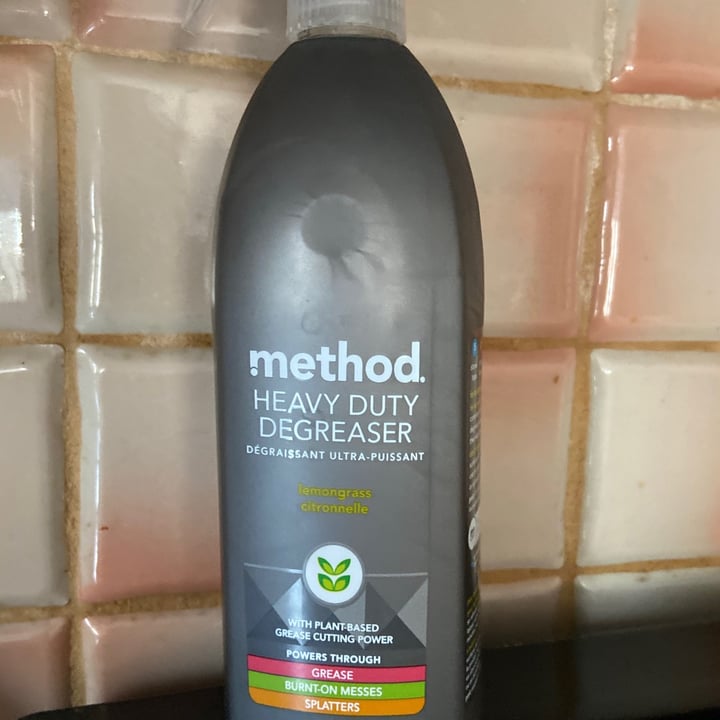 method.
HEAVY DUTY
DEGREASER
DÉGRAISSANT ULTRA-PUISSANT
lemongrass
citronnelle
WITH PLANT-BASED
GREASE CUTTING POWER
POWERS THROUGH
GREASE
BURNT-ON MESSES
SPLATTERS